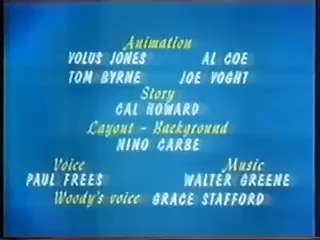 Animation
VOLUS JONES AL COE
TOM BYRNE JOE VOGHT
Story
CAL HOWARD
Layout - Background
NINO CARBE
Voice Music
PAUL FREES WALTER GREENE
Woody's voice GRACE STAFFORD